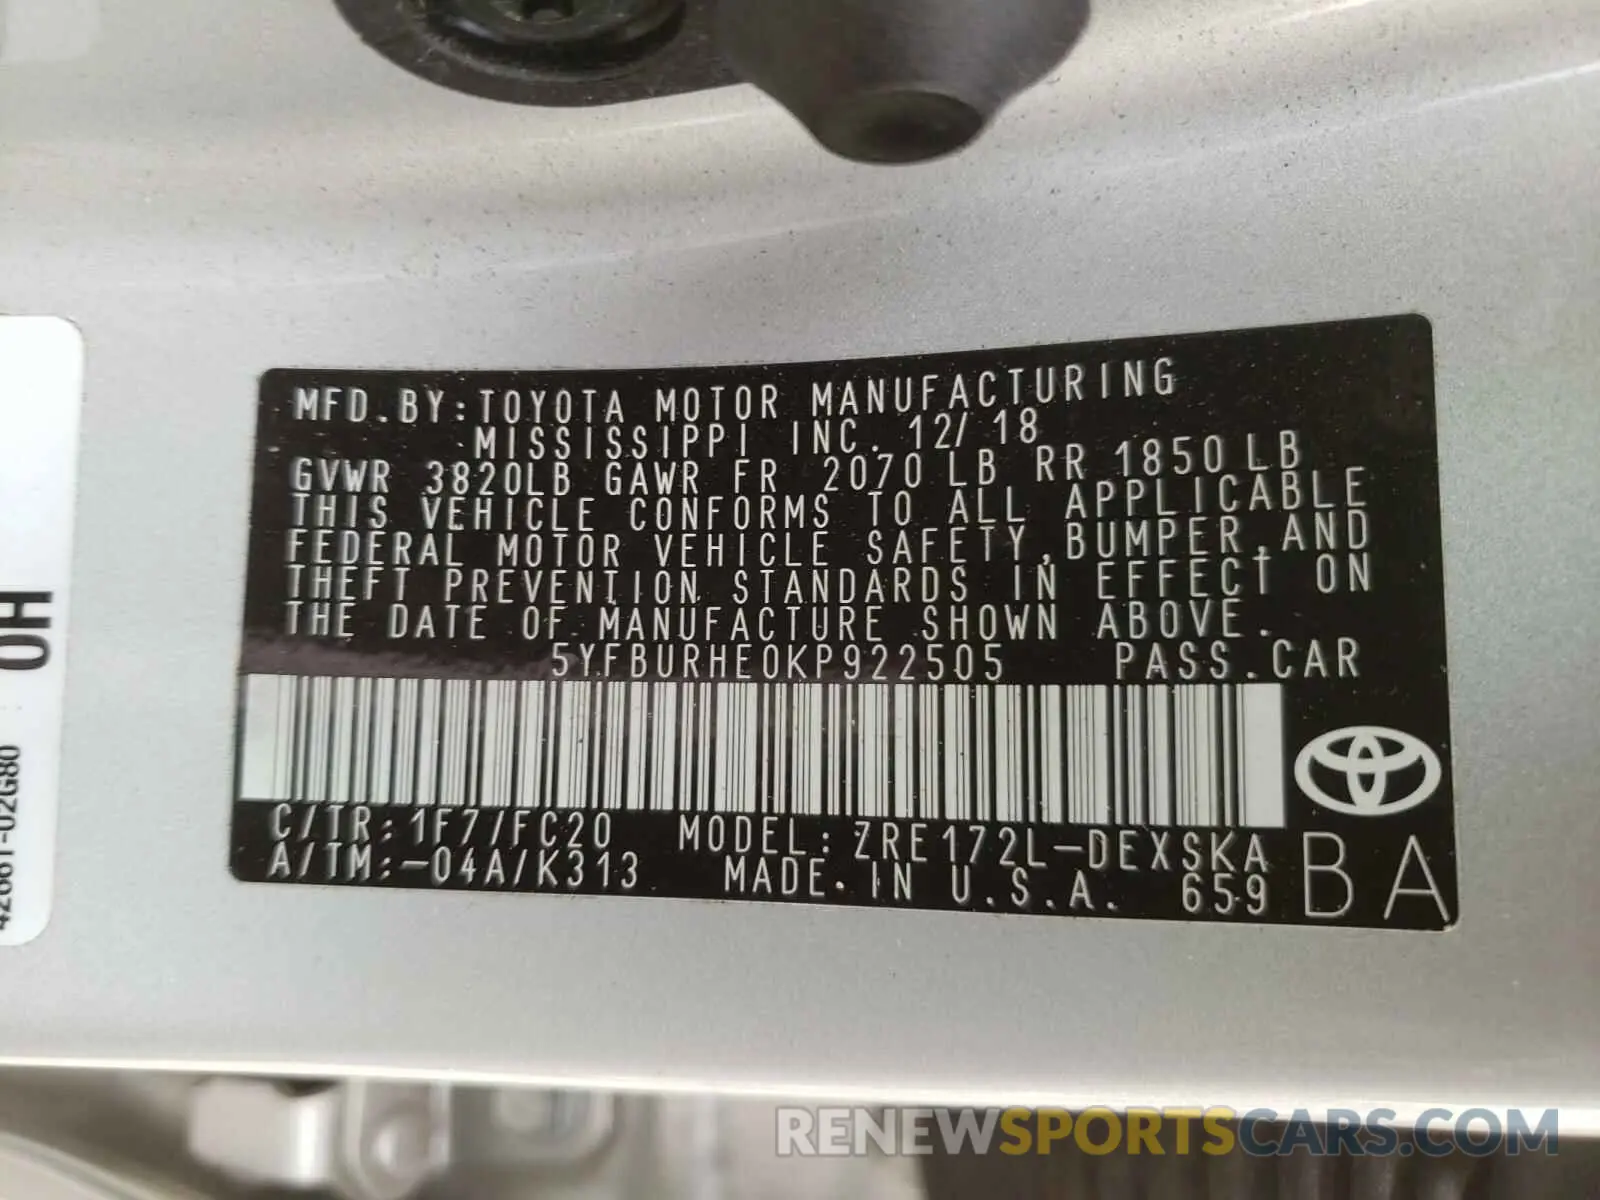 MFD.BY:TOYOTA MOTOR MANUFACTURING
MISSISSIPPI INC. 12/18
GVWR 3820LB GAWR FR 2070 LB RR 1850 LB
THIS VEHICLE CONFORMS TO ALL APPLICABLE
FEDERAL MOTOR VEHICLE SAFETY,BUMPER,AND
THEFT PREVENTION STANDARDS IN EFFECT ON
THE DATE OF MANUFACTURE SHOWN ABOVE.
5YFBURHE0KP922505 PASS.CAR
C/TR:1F7/FC20 MODEL:ZRE172L-DEXSKA
A/TM:-04A/K313 MADE.IN U.S.A. 659
BA
0H
42661-02G80
RENEWSPORTSCARS.COM